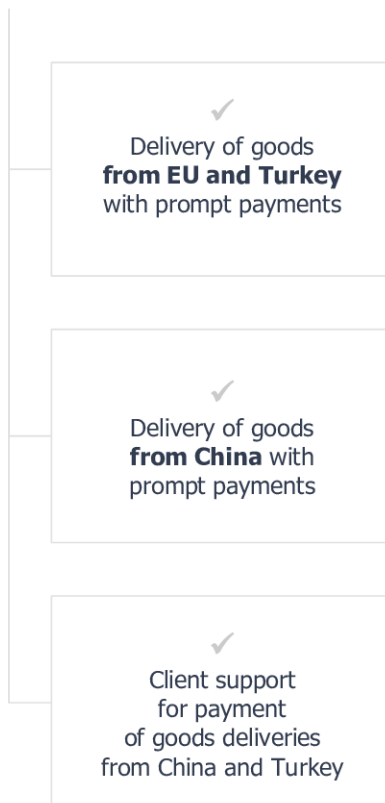 Delivery of goods
from EU and Turkey
with prompt payments
Delivery of goods
from China with
prompt payments
Client support
for payment
of goods deliveries
from China and Turkey